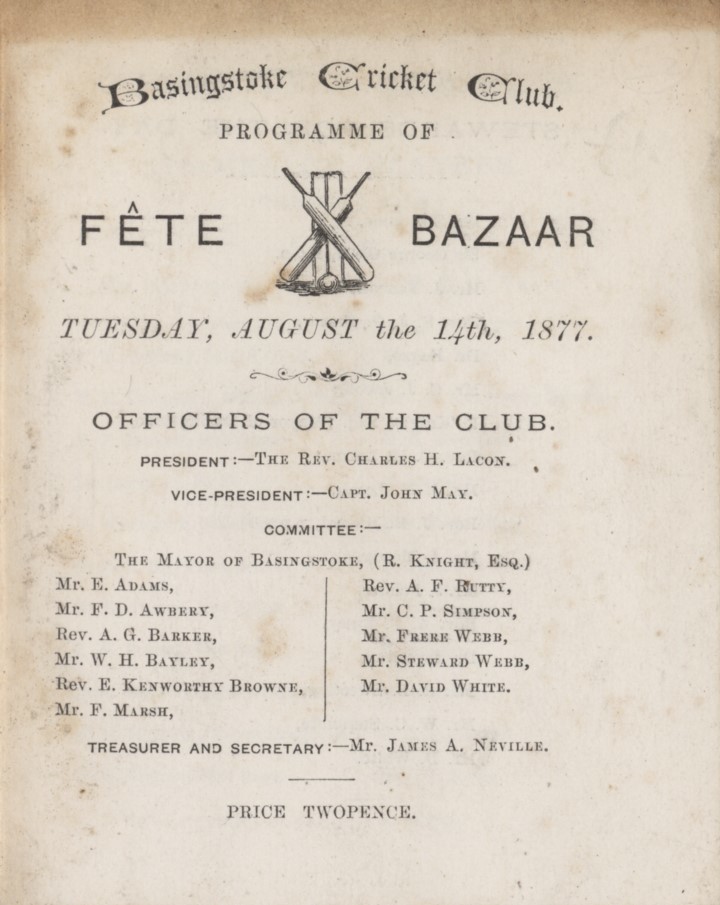 Basingstoke Cricket Club.
PROGRAMME OF
FÊTE BAZAAR
TUESDAY, AUGUST the 14th, 1877.
OFFICERS OF THE CLUB.
PRESIDENT:—THE REV. CHARLES H. LACON.
VICE-PRESIDENT:—CAPT. JOHN MAY.
COMMITTEE:—
THE MAYOR OF BASINGSTOKE, (R. KNIGHT, ESQ.)
Mr. E. ADAMS,
Mr. F. D. AWBERY,
Rev. A. G. BARKER,
Mr. W. H. BAYLEY,
Rev. E. KENWORTHY BROWNE,
Mr. F. MARSH,
Rev. A. F. RUTTY,
Mr. C. P. SIMPSON,
Mr. FRERE WEBB,
Mr. STEWARD WEBB,
Mr. DAVID WHITE.
TREASURER AND SECRETARY:—Mr. JAMES A. NEVILLE.
PRICE TWOPENCE.